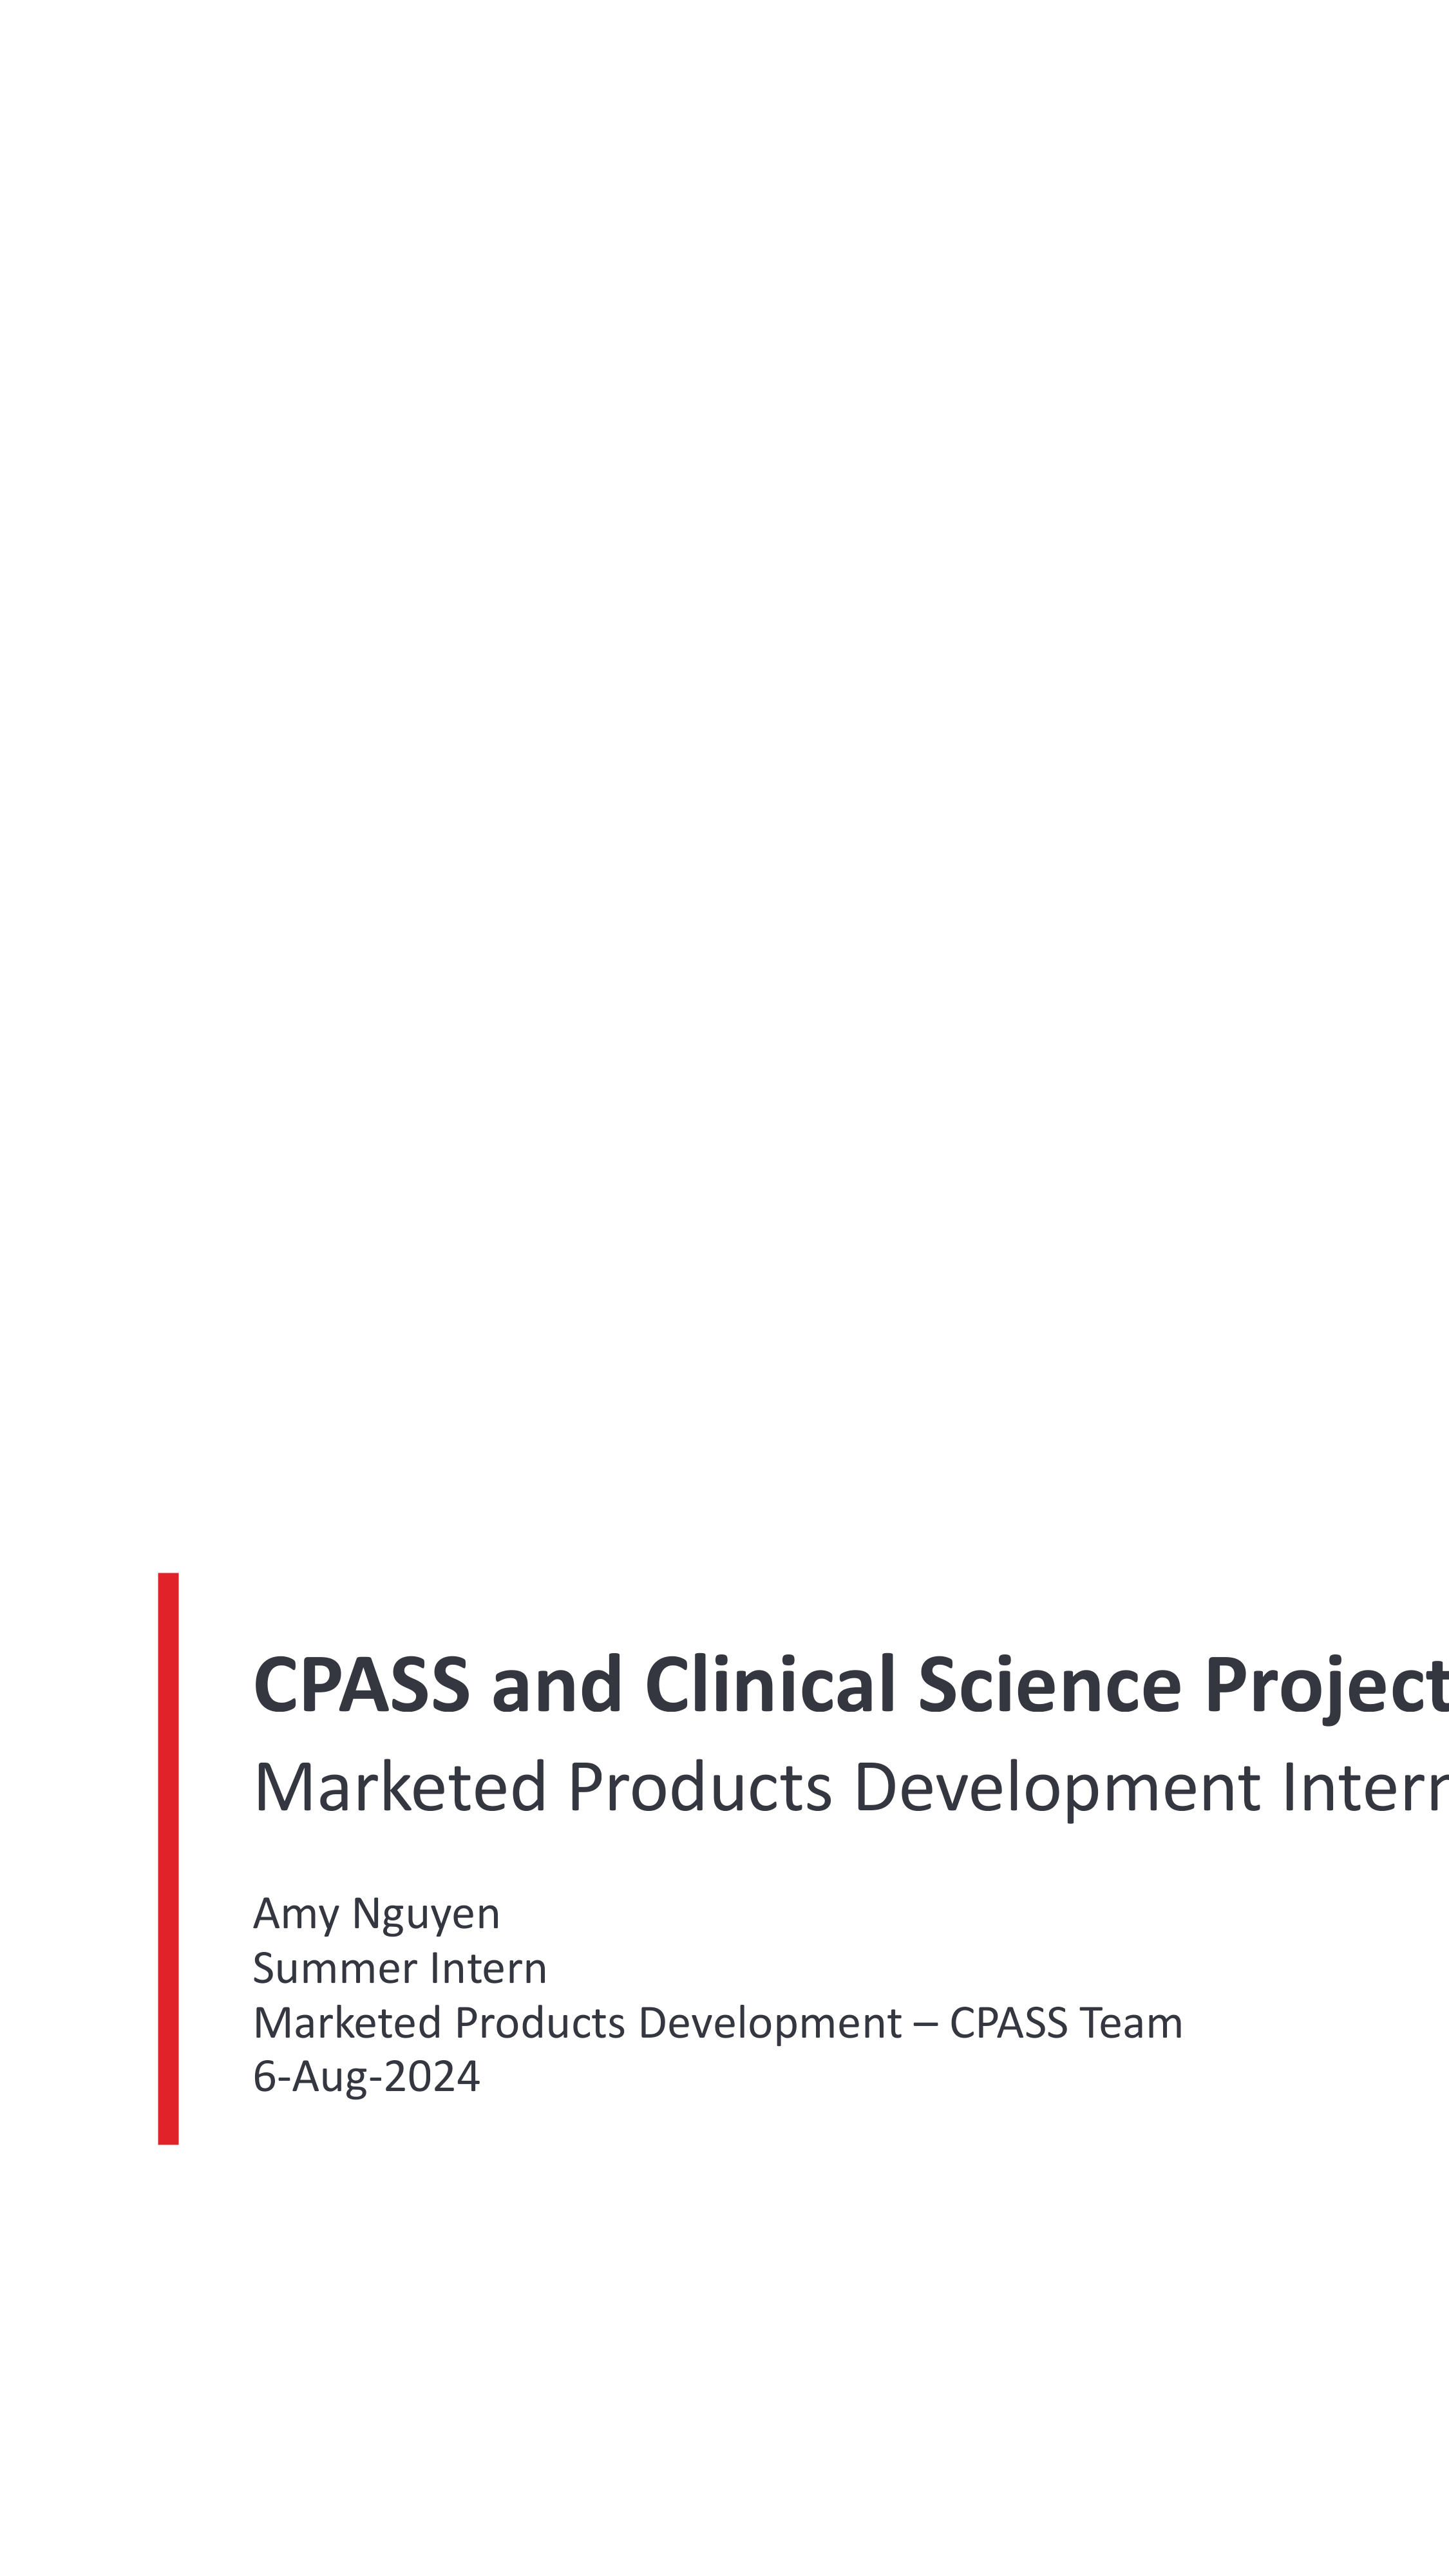 CPASS and Clinical Science Project
Marketed Products Development Intern
Amy Nguyen
Summer Intern
Marketed Products Development – CPASS Team
6-Aug-2024